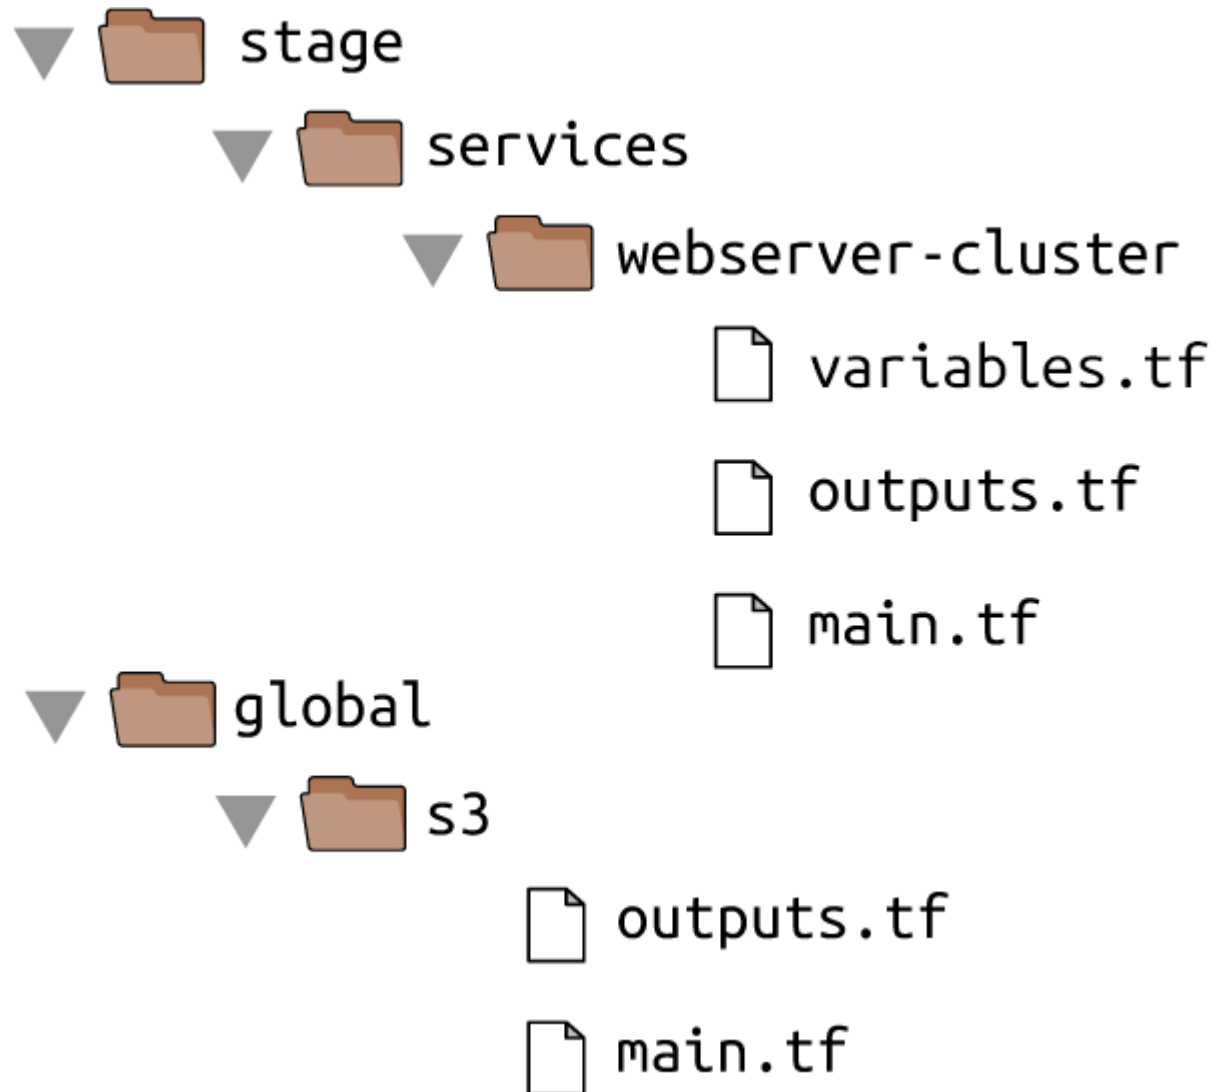 stage
services
webserver-cluster
variables.tf
outputs.tf
main.tf
global
s3
outputs.tf
main.tf